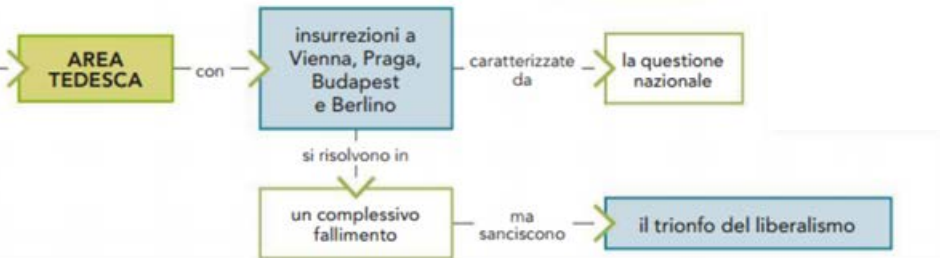 AREA
TEDESCA
con
insurrezioni a
Vienna, Praga,
Budapest
e Berlino
caratterizzate
da
la questione
nazionale
si risolvono in
un complessivo
fallimento
ma
sanciscono
il trionfo del liberalismo